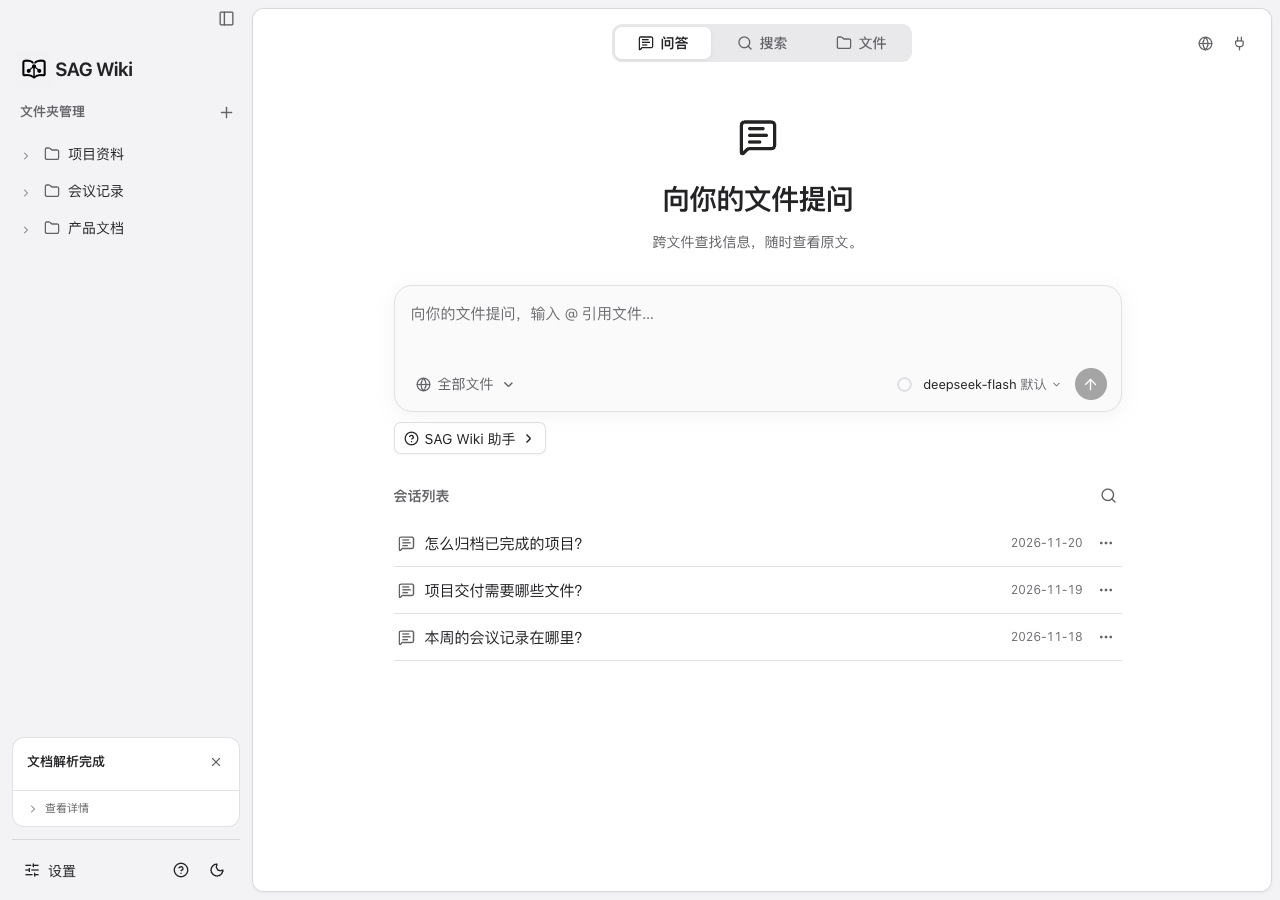 SAG Wiki
文件夹管理
项目资料
会议记录
产品文档
文档解析完成
查看详情
设置
问答
搜索
文件
向你的文件提问
跨文件查找信息，随时查看原文。
向你的文件提问，输入 @ 引用文件...
全部文件
deepseek-flash 默认
SAG Wiki 助手
会话列表
怎么归档已完成的项目? 2026-11-20
项目交付需要哪些文件? 2026-11-19
本周的会议记录在哪里? 2026-11-18